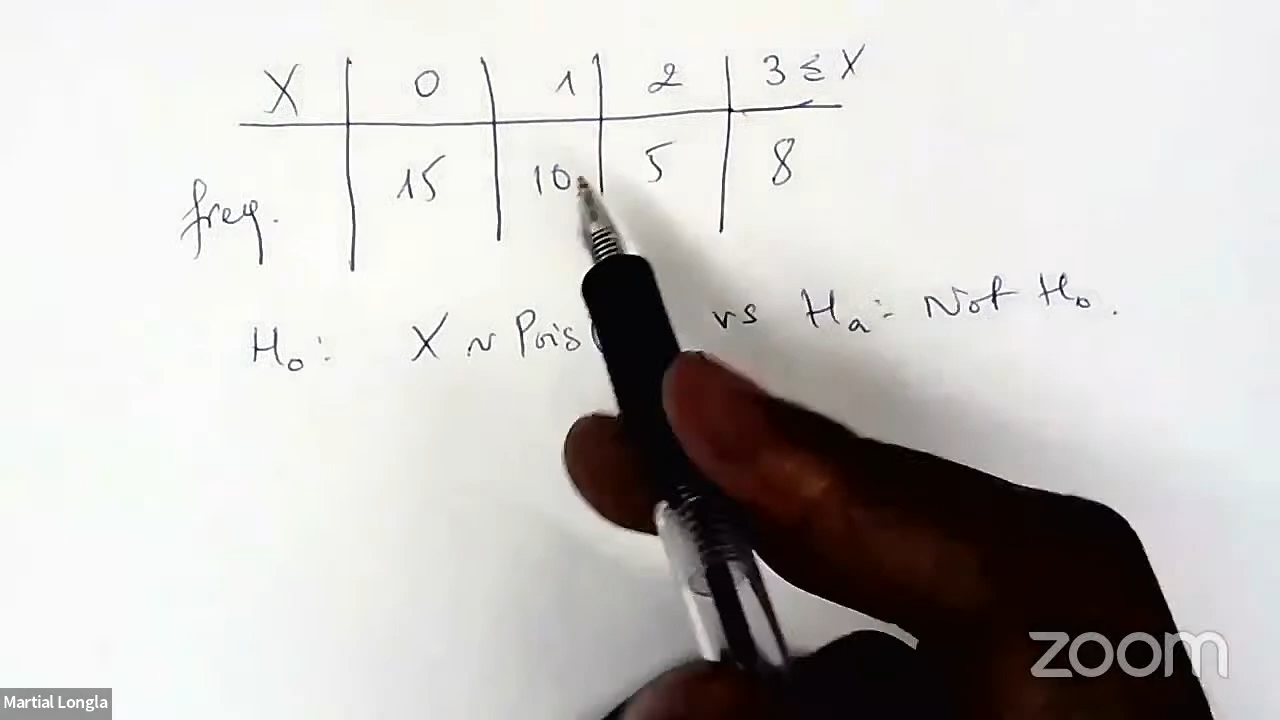 X 0 1 2 3 ≤ X
freq. 15 10 5 8
H₀: X ~ Pois( vs Hₐ: Not H₀.
zoom
Martial Longla